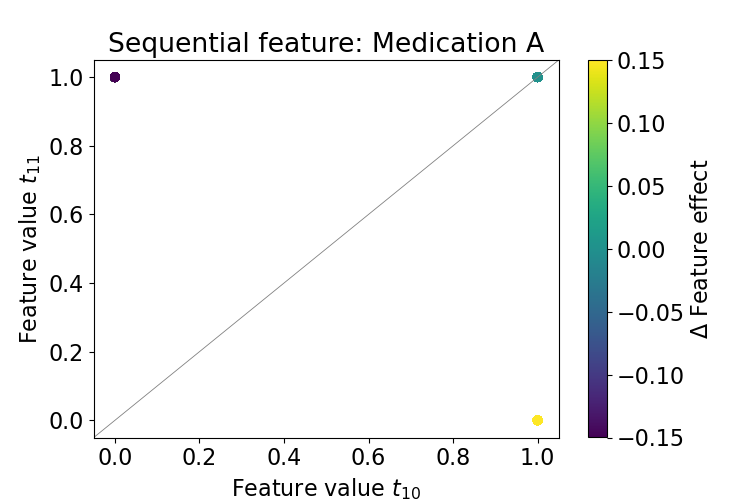 Sequential feature: Medication A
1.0
0.8
0.6
0.4
0.2
0.0
Feature value t₁₁
0.0 0.2 0.4 0.6 0.8 1.0
Feature value t₁₀
0.15
0.10
0.05
0.00
−0.05
−0.10
−0.15
Δ Feature effect